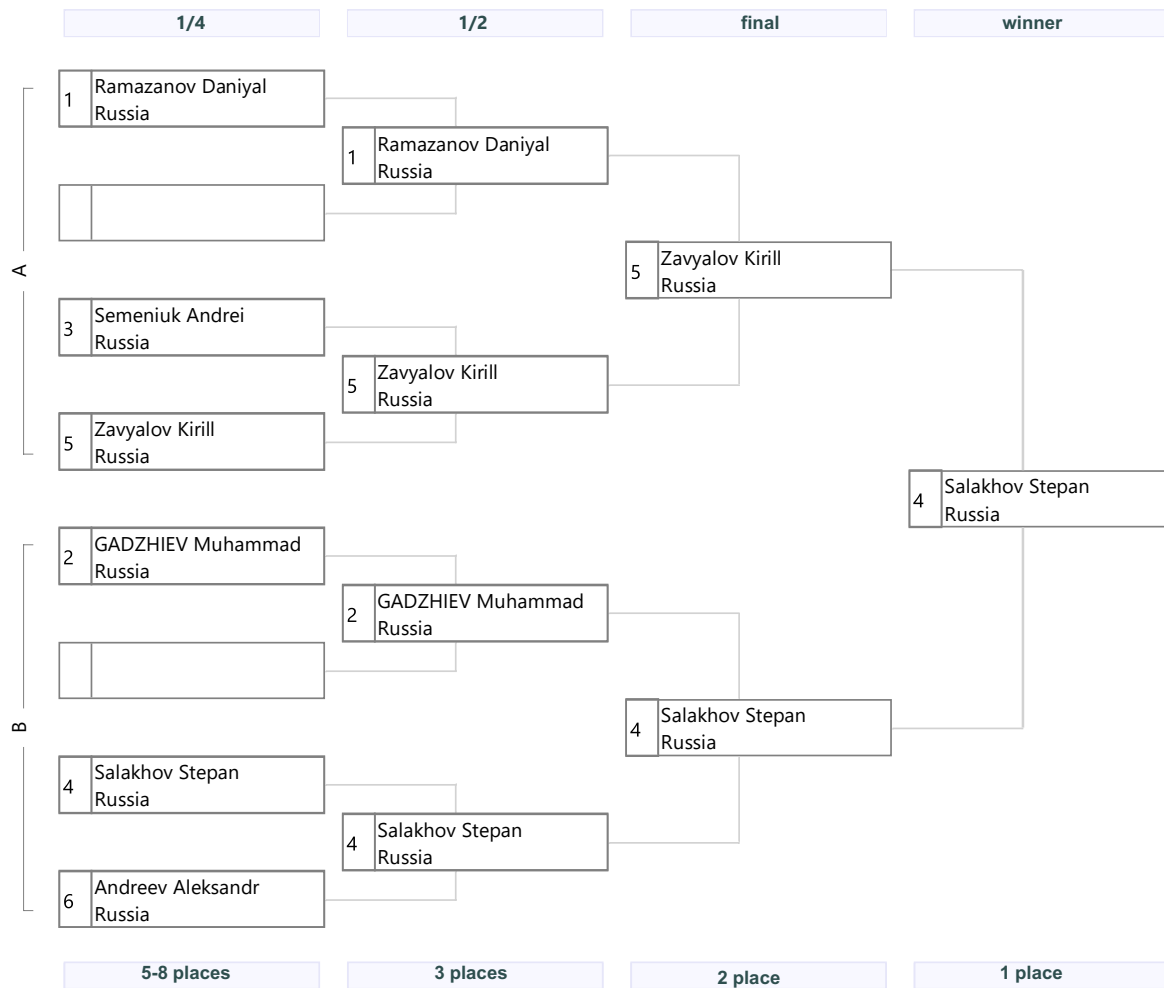 1/4
1/2
final
winner
A
1
Ramazanov Daniyal
Russia
3
Semeniuk Andrei
Russia
5
Zavyalov Kirill
Russia
B
2
GADZHIEV Muhammad
Russia
4
Salakhov Stepan
Russia
6
Andreev Aleksandr
Russia
1
Ramazanov Daniyal
Russia
5
Zavyalov Kirill
Russia
2
GADZHIEV Muhammad
Russia
4
Salakhov Stepan
Russia
5
Zavyalov Kirill
Russia
4
Salakhov Stepan
Russia
4
Salakhov Stepan
Russia
5-8 places
3 places
2 place
1 place